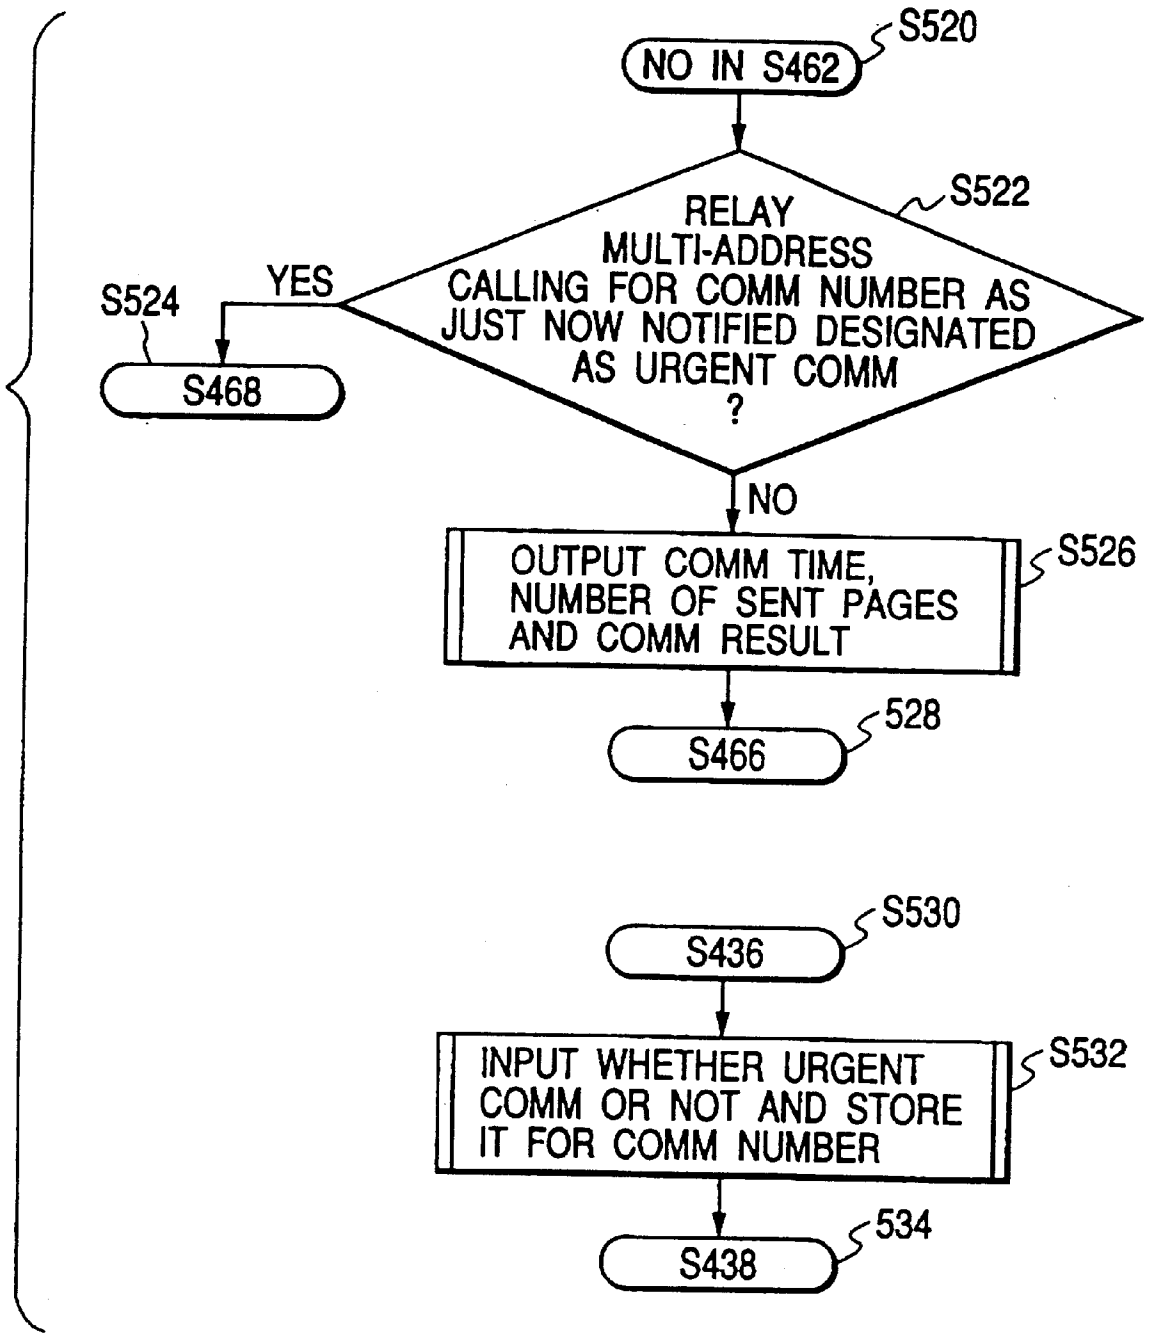 S520
NO IN S462
S522
RELAY
MULTI-ADDRESS
CALLING FOR COMM NUMBER AS
JUST NOW NOTIFIED DESIGNATED
AS URGENT COMM
?
YES
S524
S468
NO
S526
OUTPUT COMM TIME,
NUMBER OF SENT PAGES
AND COMM RESULT
528
S466
S530
S436
S532
INPUT WHETHER URGENT
COMM OR NOT AND STORE
IT FOR COMM NUMBER
534
S438